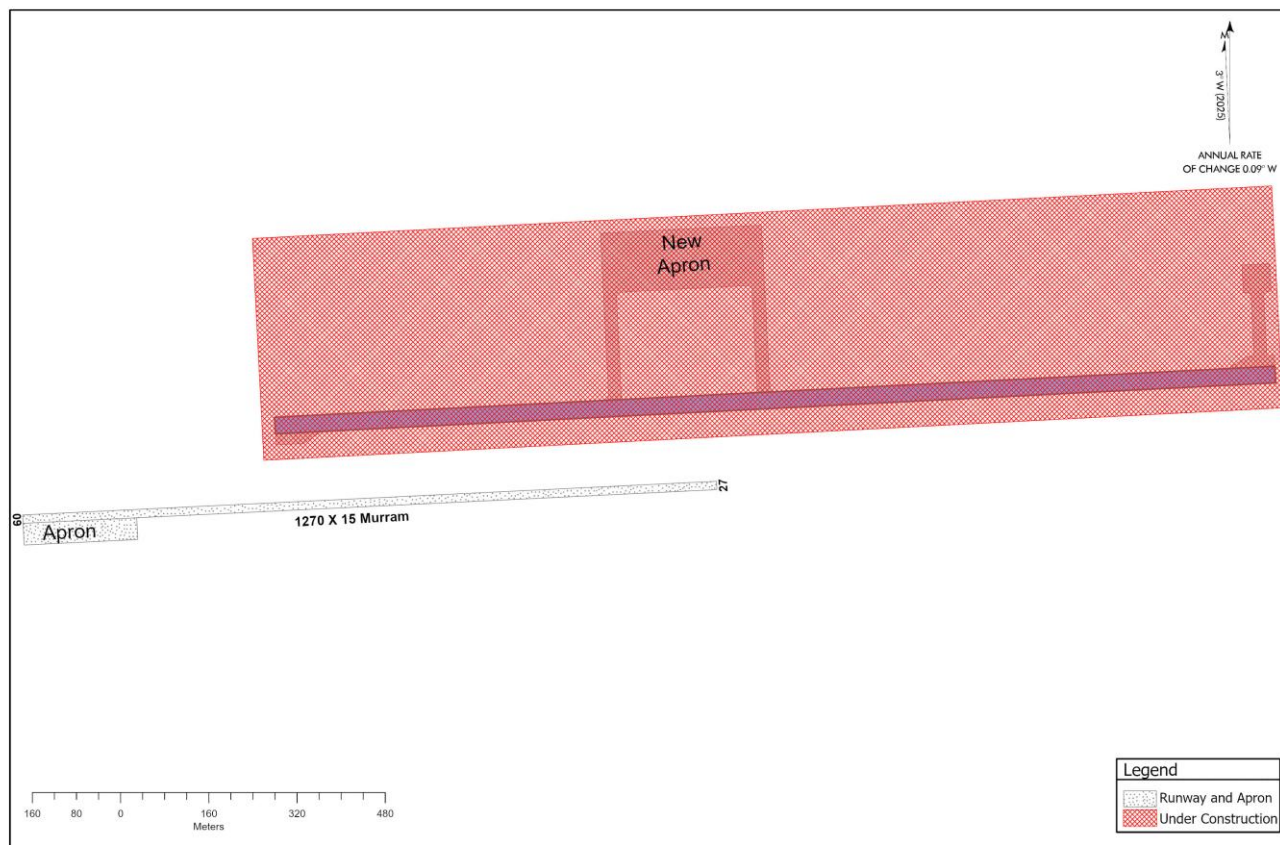 M
3° W (2025)
ANNUAL RATE
OF CHANGE 0.09° W
New
Apron
27
09
1270 X 15 Murram
Apron
160 80 0 160 320 480
Meters
Legend
Runway and Apron
Under Construction